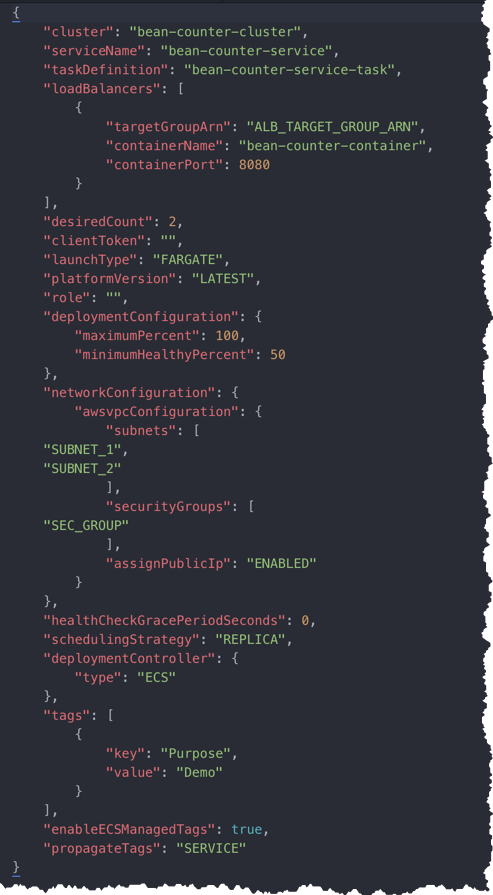 {
    "cluster": "bean-counter-cluster",
    "serviceName": "bean-counter-service",
    "taskDefinition": "bean-counter-service-task",
    "loadBalancers": [
        {
            "targetGroupArn": "ALB_TARGET_GROUP_ARN",
            "containerName": "bean-counter-container",
            "containerPort": 8080
        }
    ],
    "desiredCount": 2,
    "clientToken": "",
    "launchType": "FARGATE",
    "platformVersion": "LATEST",
    "role": "",
    "deploymentConfiguration": {
        "maximumPercent": 100,
        "minimumHealthyPercent": 50
    },
    "networkConfiguration": {
        "awsvpcConfiguration": {
            "subnets": [
    "SUBNET_1",
    "SUBNET_2"
            ],
            "securityGroups": [
    "SEC_GROUP"
            ],
            "assignPublicIp": "ENABLED"
        }
    },
    "healthCheckGracePeriodSeconds": 0,
    "schedulingStrategy": "REPLICA",
    "deploymentController": {
        "type": "ECS"
    },
    "tags": [
        {
            "key": "Purpose",
            "value": "Demo"
        }
    ],
    "enableECSManagedTags": true,
    "propagateTags": "SERVICE"
}